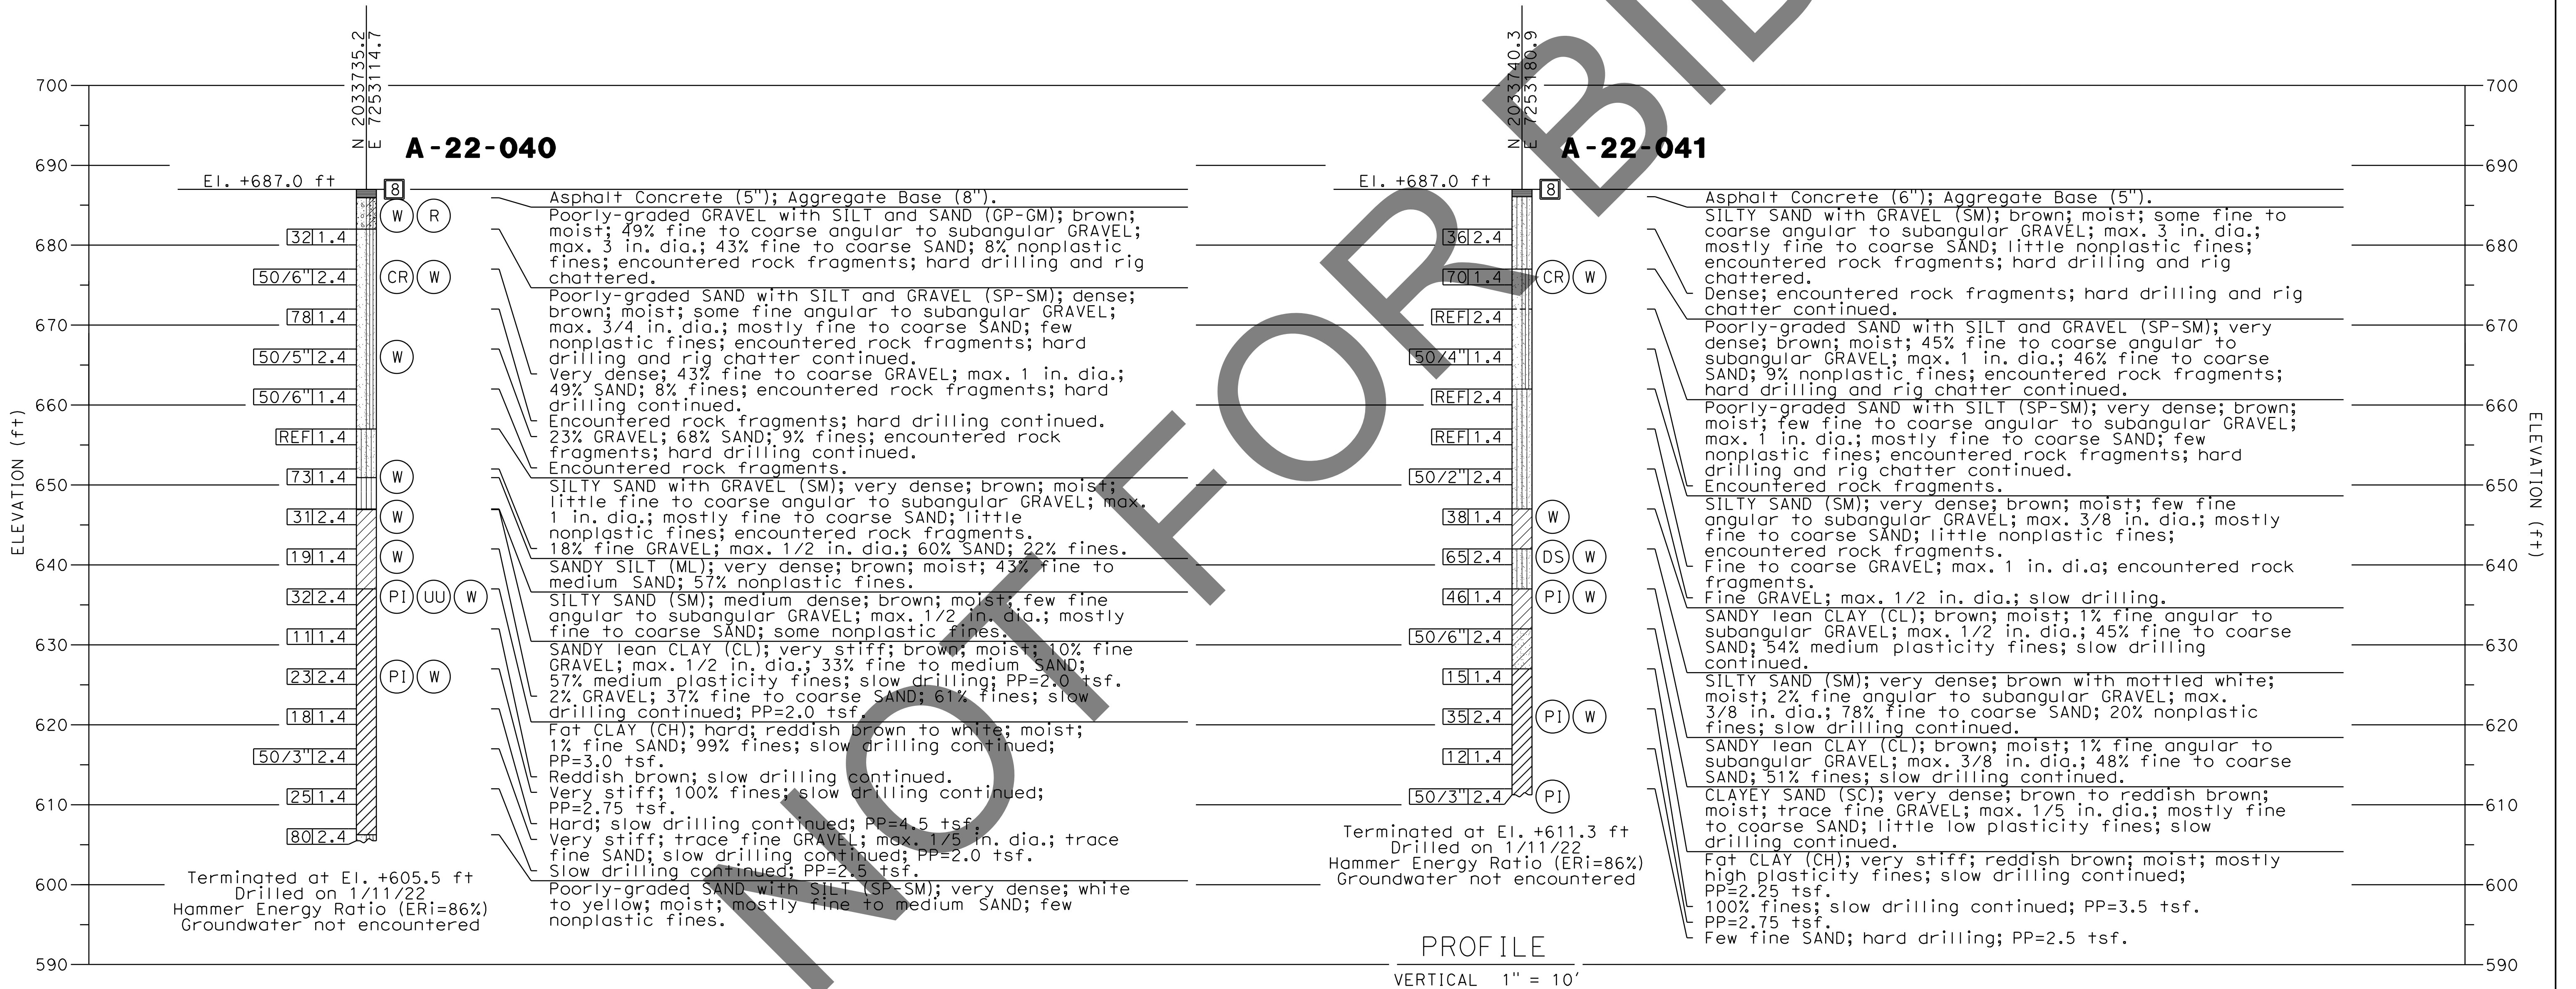 N 2033735.2
E 7253114.7
A-22-040
El. +687.0 ft
8
W R
32 1.4
50/6" 2.4
CR W
78 1.4
50/5" 2.4
W
50/6" 1.4
REF 1.4
73 1.4
W
31 2.4
W
19 1.4
W
32 2.4
PI UU W
11 1.4
23 2.4
PI W
18 1.4
50/3" 2.4
25 1.4
80 2.4
Terminated at El. +605.5 ft
Drilled on 1/11/22
Hammer Energy Ratio (ERi=86%)
Groundwater not encountered
Asphalt Concrete (5"); Aggregate Base (8").
Poorly-graded GRAVEL with SILT and SAND (GP-GM); brown;
moist; 49% fine to coarse angular to subangular GRAVEL;
max. 3 in. dia.; 43% fine to coarse SAND; 8% nonplastic
fines; encountered rock fragments; hard drilling and rig
chattered.
Poorly-graded SAND with SILT and GRAVEL (SP-SM); dense;
brown; moist; some fine angular to subangular GRAVEL;
max. 3/4 in. dia.; mostly fine to coarse SAND; few
nonplastic fines; encountered rock fragments; hard
drilling and rig chatter continued.
Very dense; 43% fine to coarse GRAVEL; max. 1 in. dia.;
49% SAND; 8% fines; encountered rock fragments; hard
drilling continued.
Encountered rock fragments; hard drilling continued.
23% GRAVEL; 68% SAND; 9% fines; encountered rock
fragments; hard drilling continued.
Encountered rock fragments.
SILTY SAND with GRAVEL (SM); very dense; brown; moist;
little fine to coarse angular to subangular GRAVEL; max.
1 in. dia.; mostly fine to coarse SAND; little
nonplastic fines; encountered rock fragments.
18% fine GRAVEL; max. 1/2 in. dia.; 60% SAND; 22% fines.
SANDY SILT (ML); very dense; brown; moist; 43% fine to
medium SAND; 57% nonplastic fines.
SILTY SAND (SM); medium dense; brown; moist; few fine
angular to subangular GRAVEL; max. 1/2 in. dia.; mostly
fine to coarse SAND; some nonplastic fines.
SANDY lean CLAY (CL); very stiff; brown; moist; 10% fine
GRAVEL; max. 1/2 in. dia.; 33% fine to medium SAND;
57% medium plasticity fines; slow drilling; PP=2.0 tsf.
2% GRAVEL; 37% fine to coarse SAND; 61% fines; slow
drilling continued; PP=2.0 tsf.
Fat CLAY (CH); hard; reddish brown to white; moist;
1% fine SAND; 99% fines; slow drilling continued;
PP=3.0 tsf.
Reddish brown; slow drilling continued.
Very stiff; 100% fines; slow drilling continued;
PP=2.75 tsf.
Hard; slow drilling continued; PP=4.5 tsf.
Very stiff; trace fine GRAVEL; max. 1/5 in. dia.; trace
fine SAND; slow drilling continued; PP=2.0 tsf.
Slow drilling continued; PP=2.5 tsf.
Poorly-graded SAND with SILT (SP-SM); very dense; white
to yellow; moist; mostly fine to medium SAND; few
nonplastic fines.
N 2033740.3
E 7253180.9
A-22-041
El. +687.0 ft
8
36 2.4
70 1.4
CR W
REF 2.4
50/4" 1.4
REF 2.4
REF 1.4
50/2" 2.4
38 1.4
W
65 2.4
DS W
46 1.4
PI W
50/6" 2.4
15 1.4
35 2.4
PI W
12 1.4
50/3" 2.4
PI
Terminated at El. +611.3 ft
Drilled on 1/11/22
Hammer Energy Ratio (ERi=86%)
Groundwater not encountered
Asphalt Concrete (6"); Aggregate Base (5").
SILTY SAND with GRAVEL (SM); brown; moist; some fine to
coarse angular to subangular GRAVEL; max. 3 in. dia.;
mostly fine to coarse SAND; little nonplastic fines;
encountered rock fragments; hard drilling and rig
chattered.
Dense; encountered rock fragments; hard drilling and rig
chatter continued.
Poorly-graded SAND with SILT and GRAVEL (SP-SM); very
dense; brown; moist; 45% fine to coarse angular to
subangular GRAVEL; max. 1 in. dia.; 46% fine to coarse
SAND; 9% nonplastic fines; encountered rock fragments;
hard drilling and rig chatter continued.
Poorly-graded SAND with SILT (SP-SM); very dense; brown;
moist; few fine to coarse angular to subangular GRAVEL;
max. 1 in. dia.; mostly fine to coarse SAND; few
nonplastic fines; encountered rock fragments; hard
drilling and rig chatter continued.
Encountered rock fragments.
SILTY SAND (SM); very dense; brown; moist; few fine
angular to subangular GRAVEL; max. 3/8 in. dia.; mostly
fine to coarse SAND; little nonplastic fines;
encountered rock fragments.
Fine to coarse GRAVEL; max. 1 in. di.a; encountered rock
fragments.
Fine GRAVEL; max. 1/2 in. dia.; slow drilling.
SANDY lean CLAY (CL); brown; moist; 1% fine angular to
subangular GRAVEL; max. 1/2 in. dia.; 45% fine to coarse
SAND; 54% medium plasticity fines; slow drilling
continued.
SILTY SAND (SM); very dense; brown with mottled white;
moist; 2% fine angular to subangular GRAVEL; max.
3/8 in. dia.; 78% fine to coarse SAND; 20% nonplastic
fines; slow drilling continued.
SANDY lean CLAY (CL); brown; moist; 1% fine angular to
subangular GRAVEL; max. 3/8 in. dia.; 48% fine to coarse
SAND; 51% fines; slow drilling continued.
CLAYEY SAND (SC); very dense; brown to reddish brown;
moist; trace fine GRAVEL; max. 1/5 in. dia.; mostly fine
to coarse SAND; little low plasticity fines; slow
drilling continued.
Fat CLAY (CH); very stiff; reddish brown; moist; mostly
high plasticity fines; slow drilling continued;
PP=2.25 tsf.
100% fines; slow drilling continued; PP=3.5 tsf.
PP=2.75 tsf.
Few fine SAND; hard drilling; PP=2.5 tsf.
ELEVATION (ft)
700
690
680
670
660
650
640
630
620
610
600
590
700
690
680
670
660
650
640
630
620
610
600
590
ELEVATION (ft)
PROFILE
VERTICAL 1" = 10'
NOT FOR BID